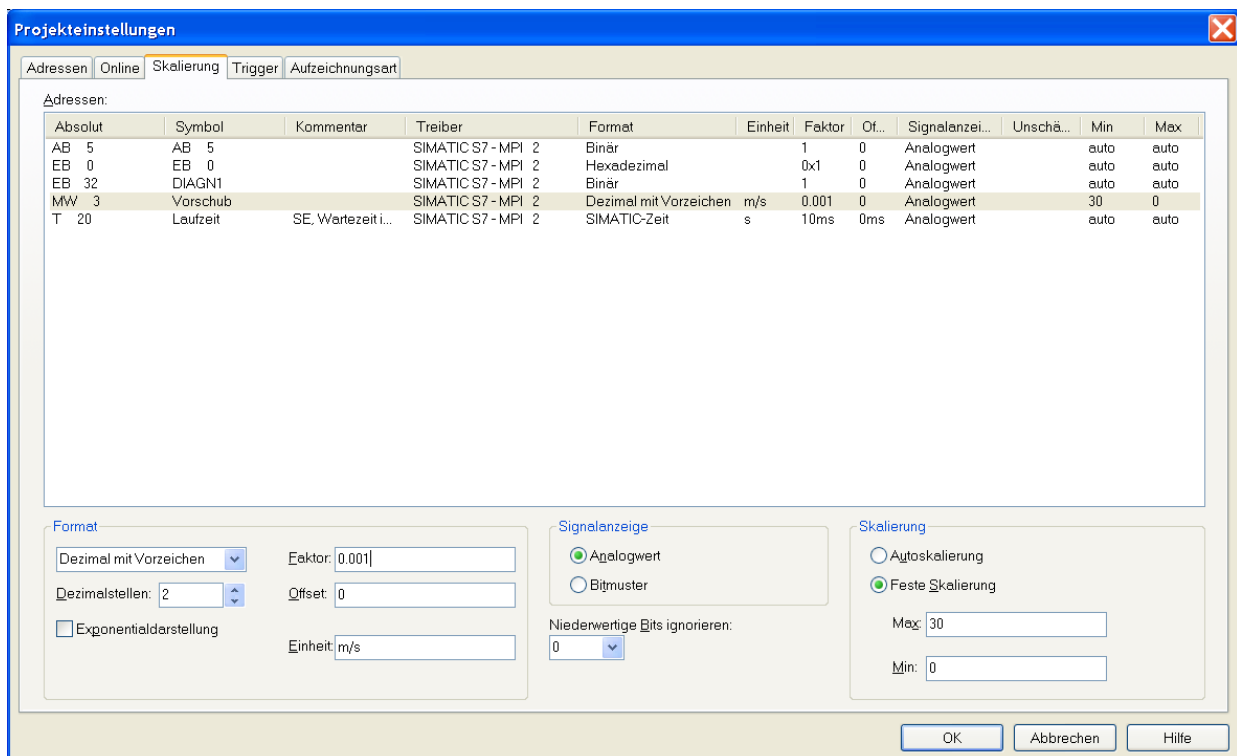 Projekteinstellungen
Adressen Online Skalierung Trigger Aufzeichnungsart
Adressen:
Absolut Symbol Kommentar Treiber Format Einheit Faktor Of... Signalanzei... Unschä... Min Max
AB 5 AB 5 SIMATIC S7 - MPI 2 Binär 1 0 Analogwert auto auto
EB 0 EB 0 SIMATIC S7 - MPI 2 Hexadezimal 0x1 0 Analogwert auto auto
EB 32 DIAGN1 SIMATIC S7 - MPI 2 Binär 1 0 Analogwert auto auto
MW 3 Vorschub SIMATIC S7 - MPI 2 Dezimal mit Vorzeichen m/s 0.001 0 Analogwert 30 0
T 20 Laufzeit SE, Wartezeit i... SIMATIC S7 - MPI 2 SIMATIC-Zeit s 10ms 0ms Analogwert auto auto
Format
Dezimal mit Vorzeichen Faktor: 0.001
Dezimalstellen: 2 Offset: 0
Exponentialdarstellung
Einheit: m/s
Signalanzeige
Analogwert
Bitmuster
Niederwertige Bits ignorieren:
0
Skalierung
Autoskalierung
Feste Skalierung
Max: 30
Min: 0
OK Abbrechen Hilfe